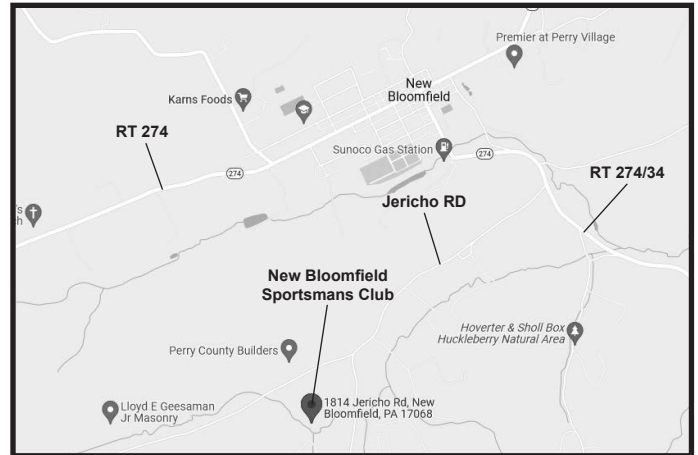 Premier at Perry Village
Karns Foods
New
Bloomfield
RT 274
Sunoco Gas Station
274
274
RT 274/34
Jericho RD
New Bloomfield
Sportsmans Club
Hoverter & Sholl Box
Huckleberry Natural Area
Perry County Builders
1814 Jericho Rd, New
Bloomfield, PA 17068
Lloyd E Geesaman
Jr Masonry